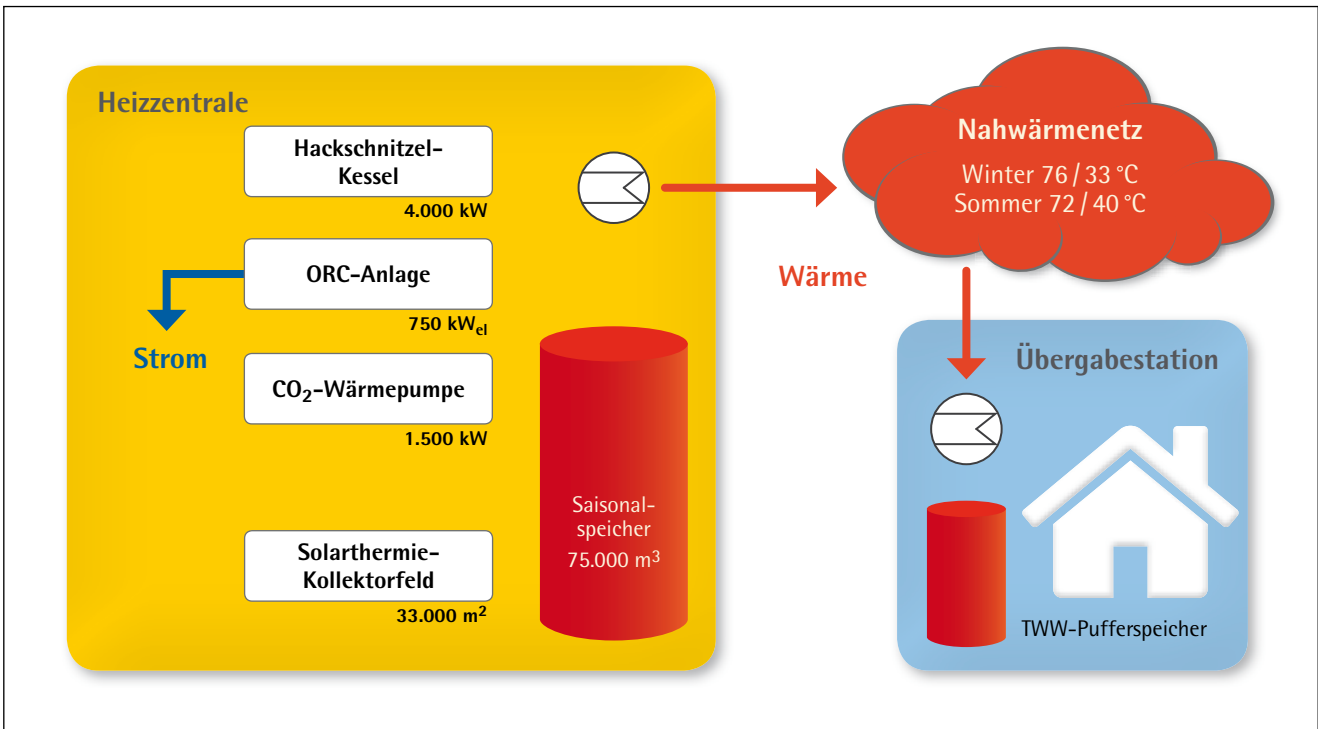 Heizzentrale
Hackschnitzel-
Kessel
4.000 kW
ORC-Anlage
750 kWel
Strom
CO2-Wärmepumpe
1.500 kW
Solarthermie-
Kollektorfeld
33.000 m²
Saisonal-
speicher
75.000 m³
Wärme
Nahwärmenetz
Winter 76 / 33 °C
Sommer 72 / 40 °C
Übergabestation
TWW-Pufferspeicher